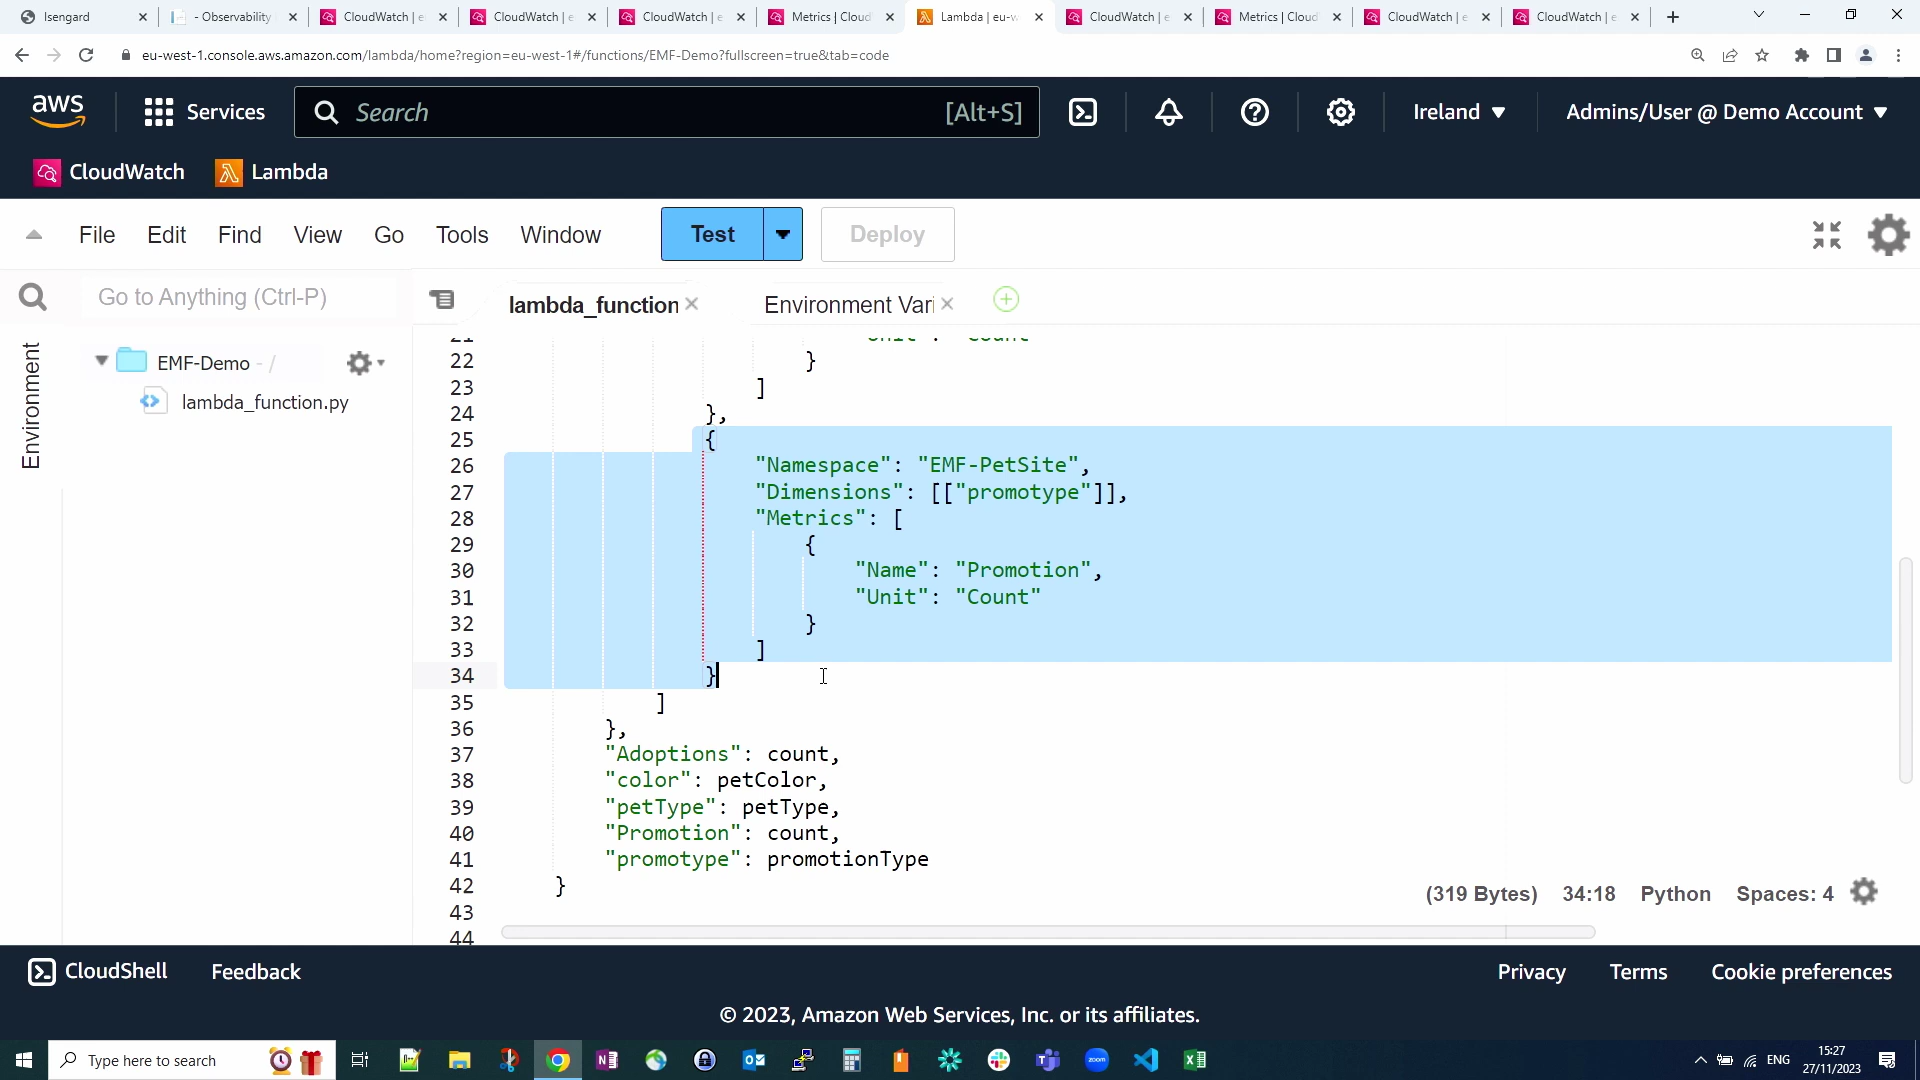 Isengard
- Observability
CloudWatch | e
CloudWatch | e
CloudWatch | e
Metrics | Cloud
Lambda | eu-w
CloudWatch | e
Metrics | Cloud
CloudWatch | e
CloudWatch | e
eu-west-1.console.aws.amazon.com/lambda/home?region=eu-west-1#/functions/EMF-Demo?fullscreen=true&tab=code
aws
Services
Search
[Alt+S]
Ireland
Admins/User @ Demo Account
CloudWatch
Lambda
File Edit Find View Go Tools Window
Test
Deploy
Go to Anything (Ctrl-P)
lambda_function
Environment Vari
Environment
EMF-Demo - /
lambda_function.py
21 "Unit": "Count"
22 }
23 ]
24 },
25 {
26 "Namespace": "EMF-PetSite",
27 "Dimensions": [["promotype"]],
28 "Metrics": [
29 {
30 "Name": "Promotion",
31 "Unit": "Count"
32 }
33 ]
34 }
35 ]
36 },
37 "Adoptions": count,
38 "color": petColor,
39 "petType": petType,
40 "Promotion": count,
41 "promotype": promotionType
42 }
43
44
(319 Bytes) 34:18 Python Spaces: 4
CloudShell
Feedback
Privacy
Terms
Cookie preferences
© 2023, Amazon Web Services, Inc. or its affiliates.
Type here to search
zoom
ENG
15:27
27/11/2023